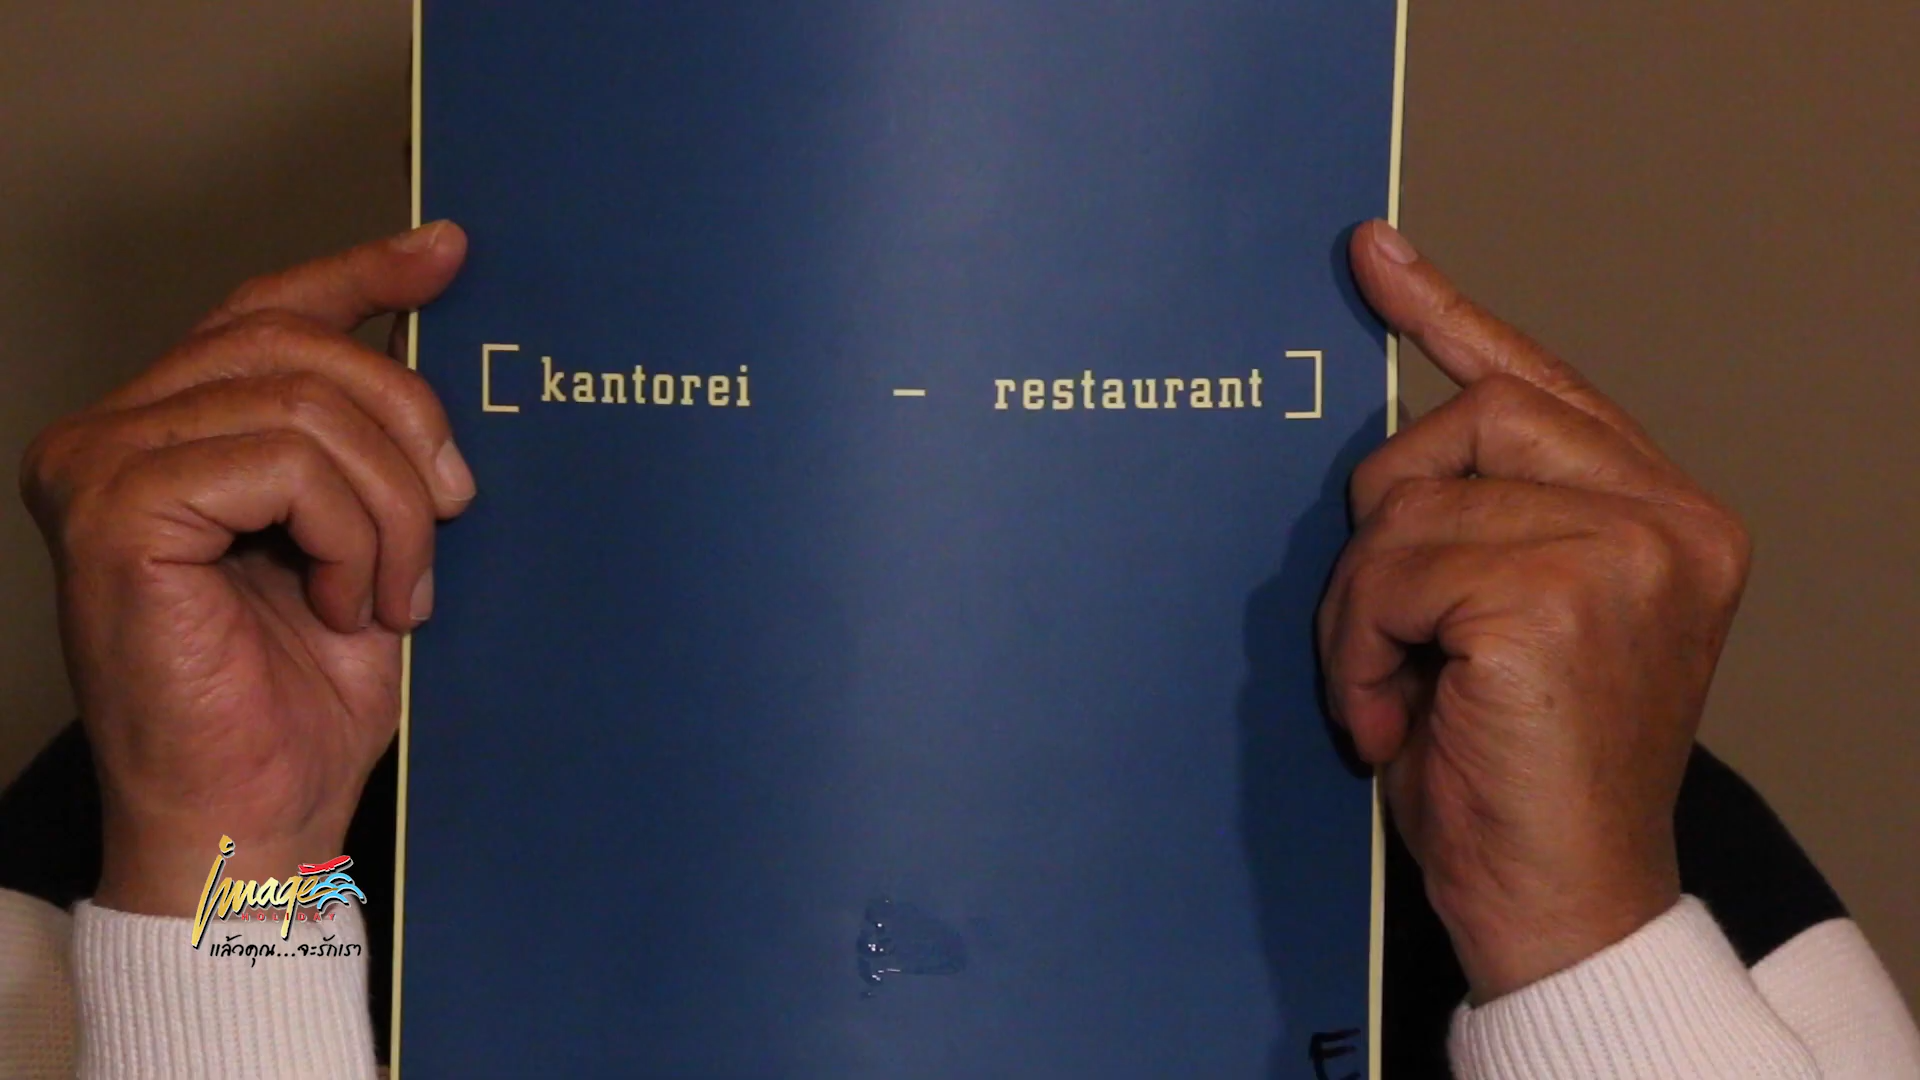 [kantorei – restaurant]
image
HOLIDAY
แล้วคุณ...จะรักเรา
E